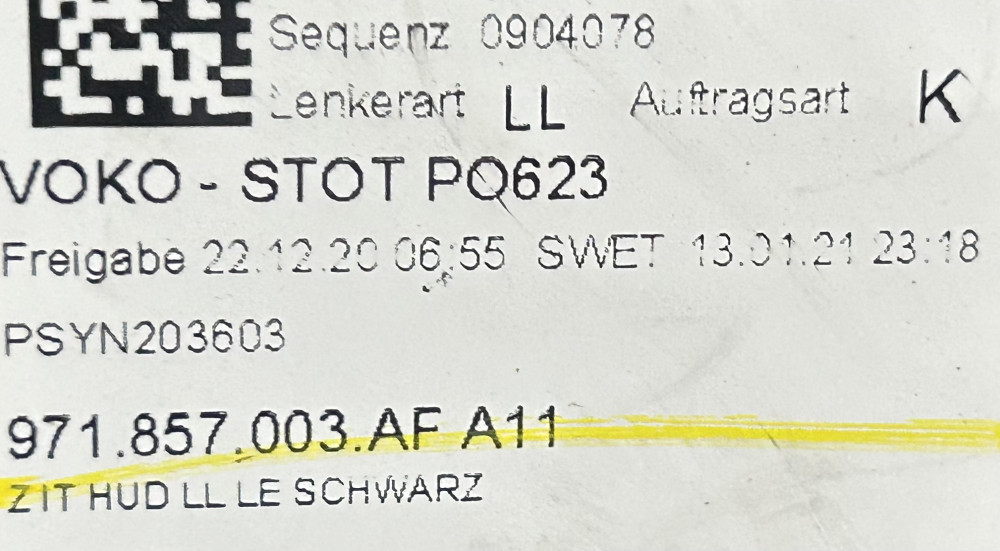 Sequenz 0904078
Lenkerart LL Auftragsart K
VOKO - STOT PO623
Freigabe 22.12.20 06:55 SWET 13.01.21 23:18
PSYN203603
971.857.003.AF A11
ZIT HUD LL LE SCHWARZ